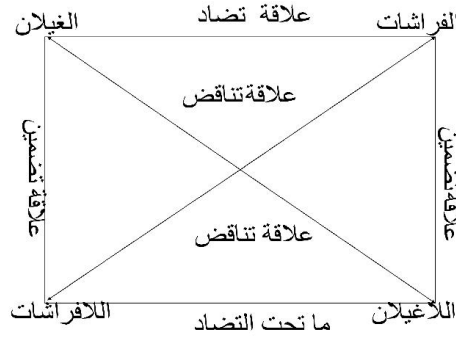 الفراشات علاقة تضاد الغيلان
علاقة تناقض
علاقة تضمين
علاقة تضمين
علاقة تناقض
اللاغيلان ما تحت التضاد اللافراشات